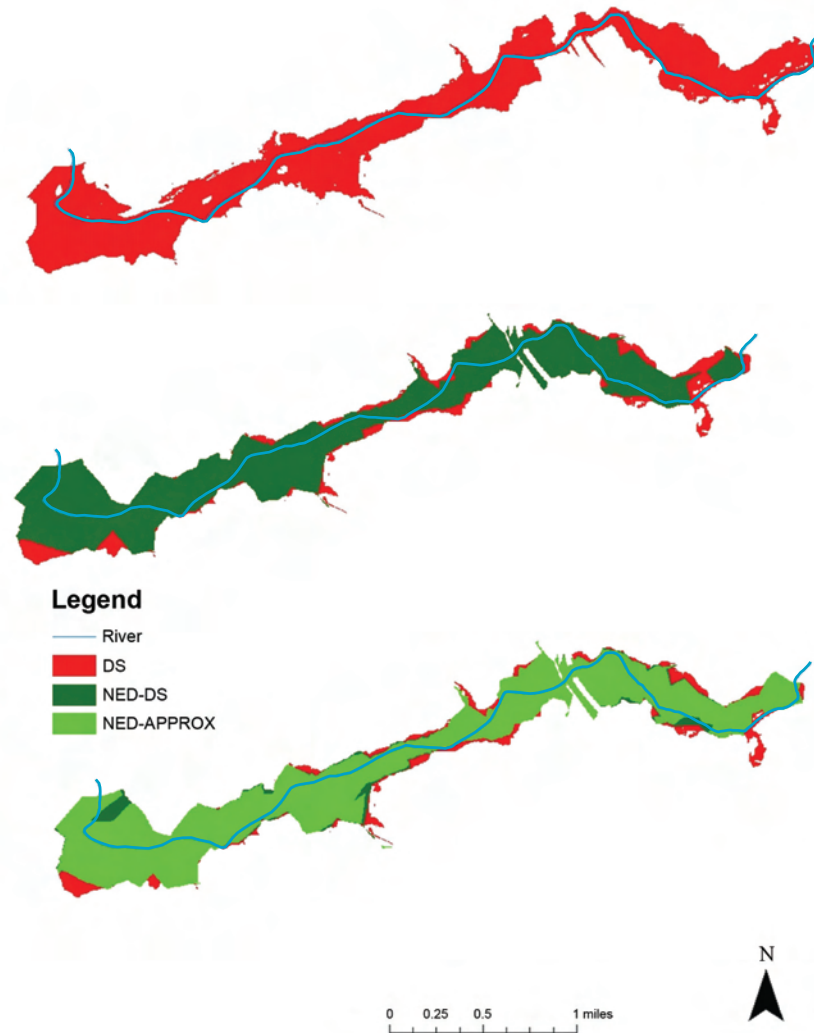 Legend
River
DS
NED-DS
NED-APPROX
N
0 0.25 0.5 1 miles